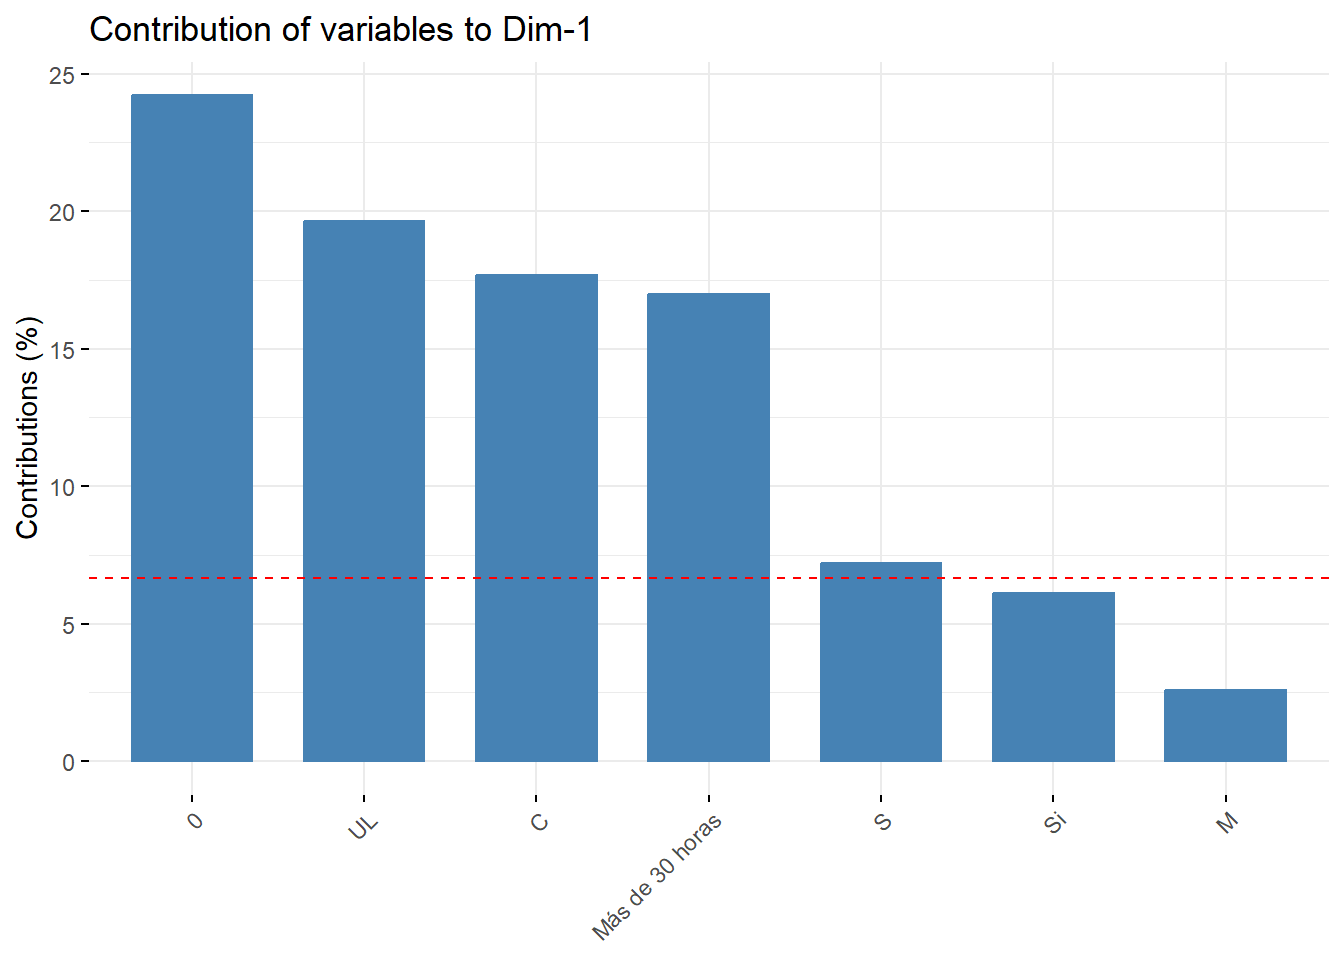 Contribution of variables to Dim-1
Contributions (%)
25
20
15
10
5
0
0
UL
C
Más de 30 horas
S
Si
M